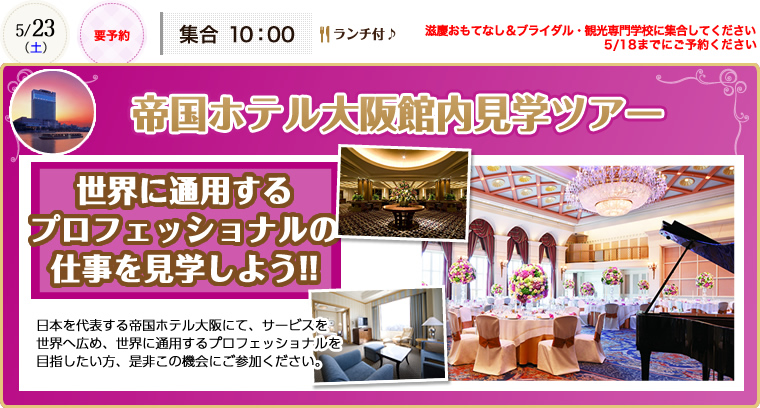 5/23
(土)
要予約
集合 10：00
ランチ付♪
滋慶おもてなし＆ブライダル・観光専門学校に集合してください
5/18までにご予約ください
帝国ホテル大阪館内見学ツアー
世界に通用する
プロフェッショナルの
仕事を見学しよう!!
日本を代表する帝国ホテル大阪にて、サービスを
世界へ広め、世界に通用するプロフェッショナルを
目指したい方、是非この機会にご参加ください。